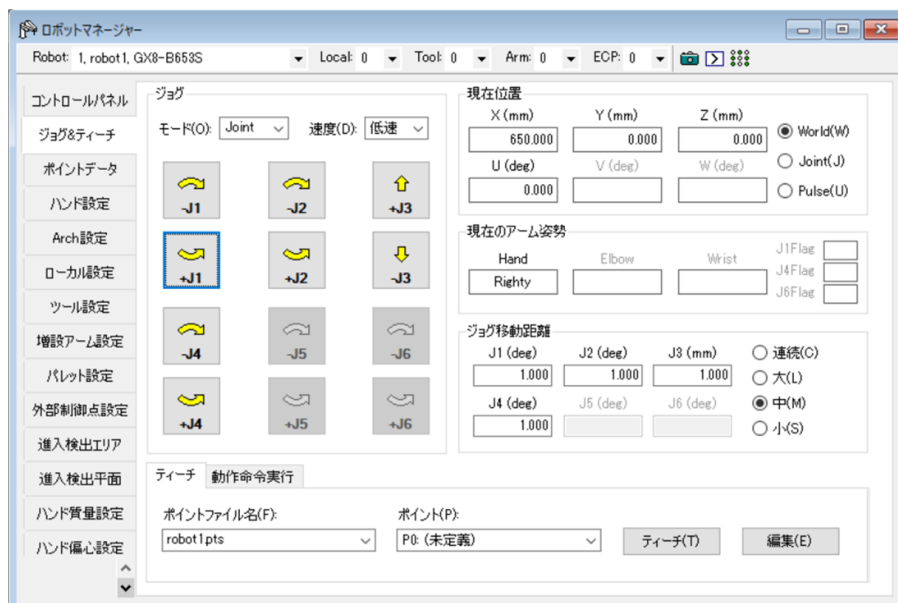 ロボットマネージャー
Robot: 1, robot1, GX8-B653S Local: 0 Tool: 0 Arm: 0 ECP: 0
コントロールパネル
ジョグ&ティーチ
ポイントデータ
ハンド設定
Arch設定
ローカル設定
ツール設定
増設アーム設定
パレット設定
外部制御点設定
進入検出エリア
進入検出平面
ハンド質量設定
ハンド偏心設定
ジョグ
モード(O): Joint 速度(D): 低速
-J1 -J2 +J3
+J1 +J2 -J3
-J4 -J5 -J6
+J4 +J5 +J6
現在位置
X (mm) Y (mm) Z (mm)
650.000 0.000 0.000
U (deg) V (deg) W (deg)
0.000
World(W)
Joint(J)
Pulse(U)
現在のアーム姿勢
Hand Elbow Wrist
Righty
J1Flag
J4Flag
J6Flag
ジョグ移動距離
J1 (deg) J2 (deg) J3 (mm)
1.000 1.000 1.000
J4 (deg) J5 (deg) J6 (deg)
1.000
連続(C)
大(L)
中(M)
小(S)
ティーチ 動作命令実行
ポイントファイル名(F): ポイント(P):
robot1.pts P0: (未定義) ティーチ(T) 編集(E)